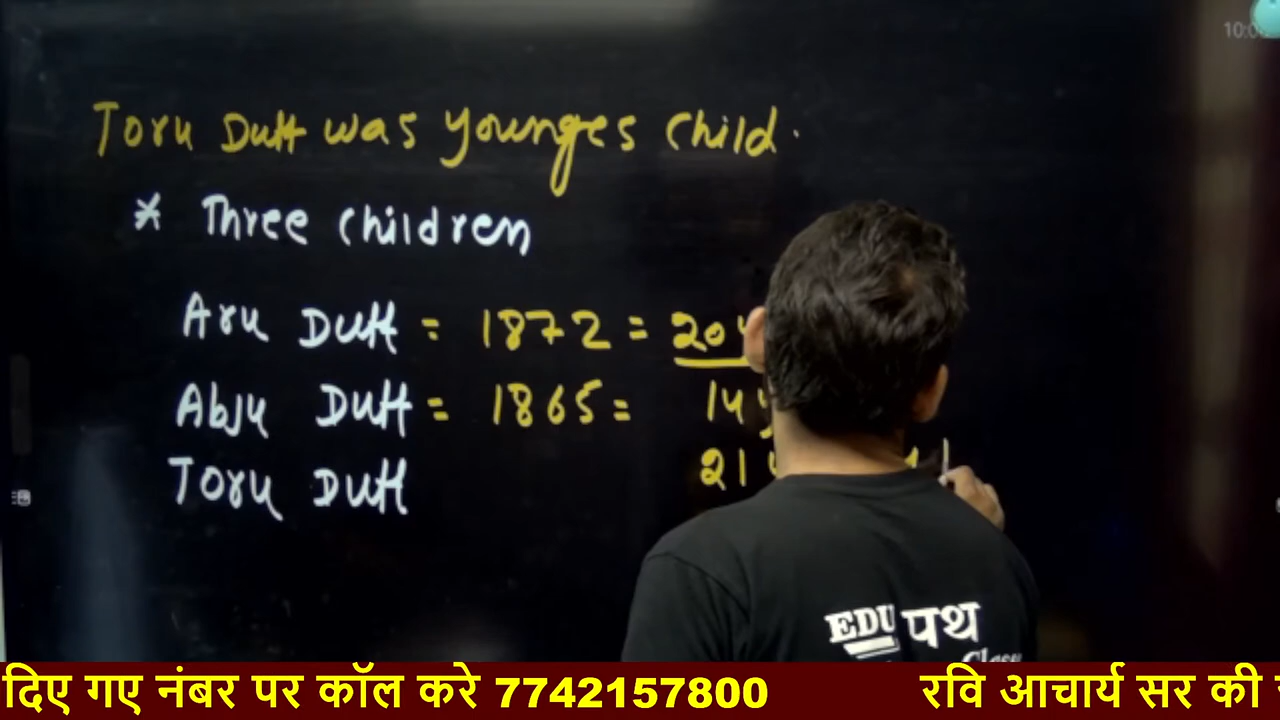 Toru Dutt was younges child.
* Three children
Aru Dutt = 1872 = 20
Abju Dutt = 1865 = 14
Toru Dutt 21
EDU पथ
Classes
दिए गए नंबर पर कॉल करे 7742157800 रवि आचार्य सर की